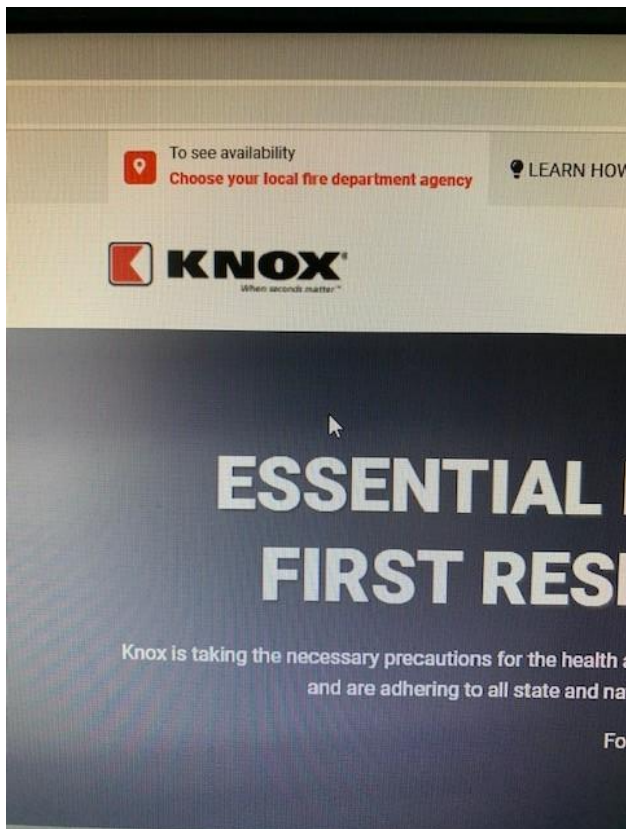 To see availability
Choose your local fire department agency
LEARN HOW
KNOX®
When seconds matter™
ESSENTIAL
FIRST RES
Knox is taking the necessary precautions for the health a
and are adhering to all state and na
Fo